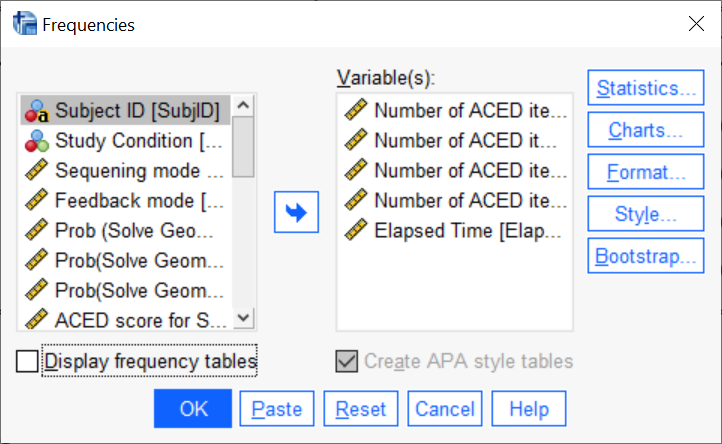 Frequencies
Variable(s):
Subject ID [SubjID]
Study Condition [...
Sequening mode ...
Feedback mode [...
Prob (Solve Geo...
Prob(Solve Geom...
Prob(Solve Geom...
ACED score for S...
Number of ACED ite...
Number of ACED it...
Number of ACED ite...
Number of ACED ite...
Elapsed Time [Elap...
Statistics...
Charts...
Format...
Style...
Bootstrap...
Display frequency tables
Create APA style tables
OK
Paste
Reset
Cancel
Help